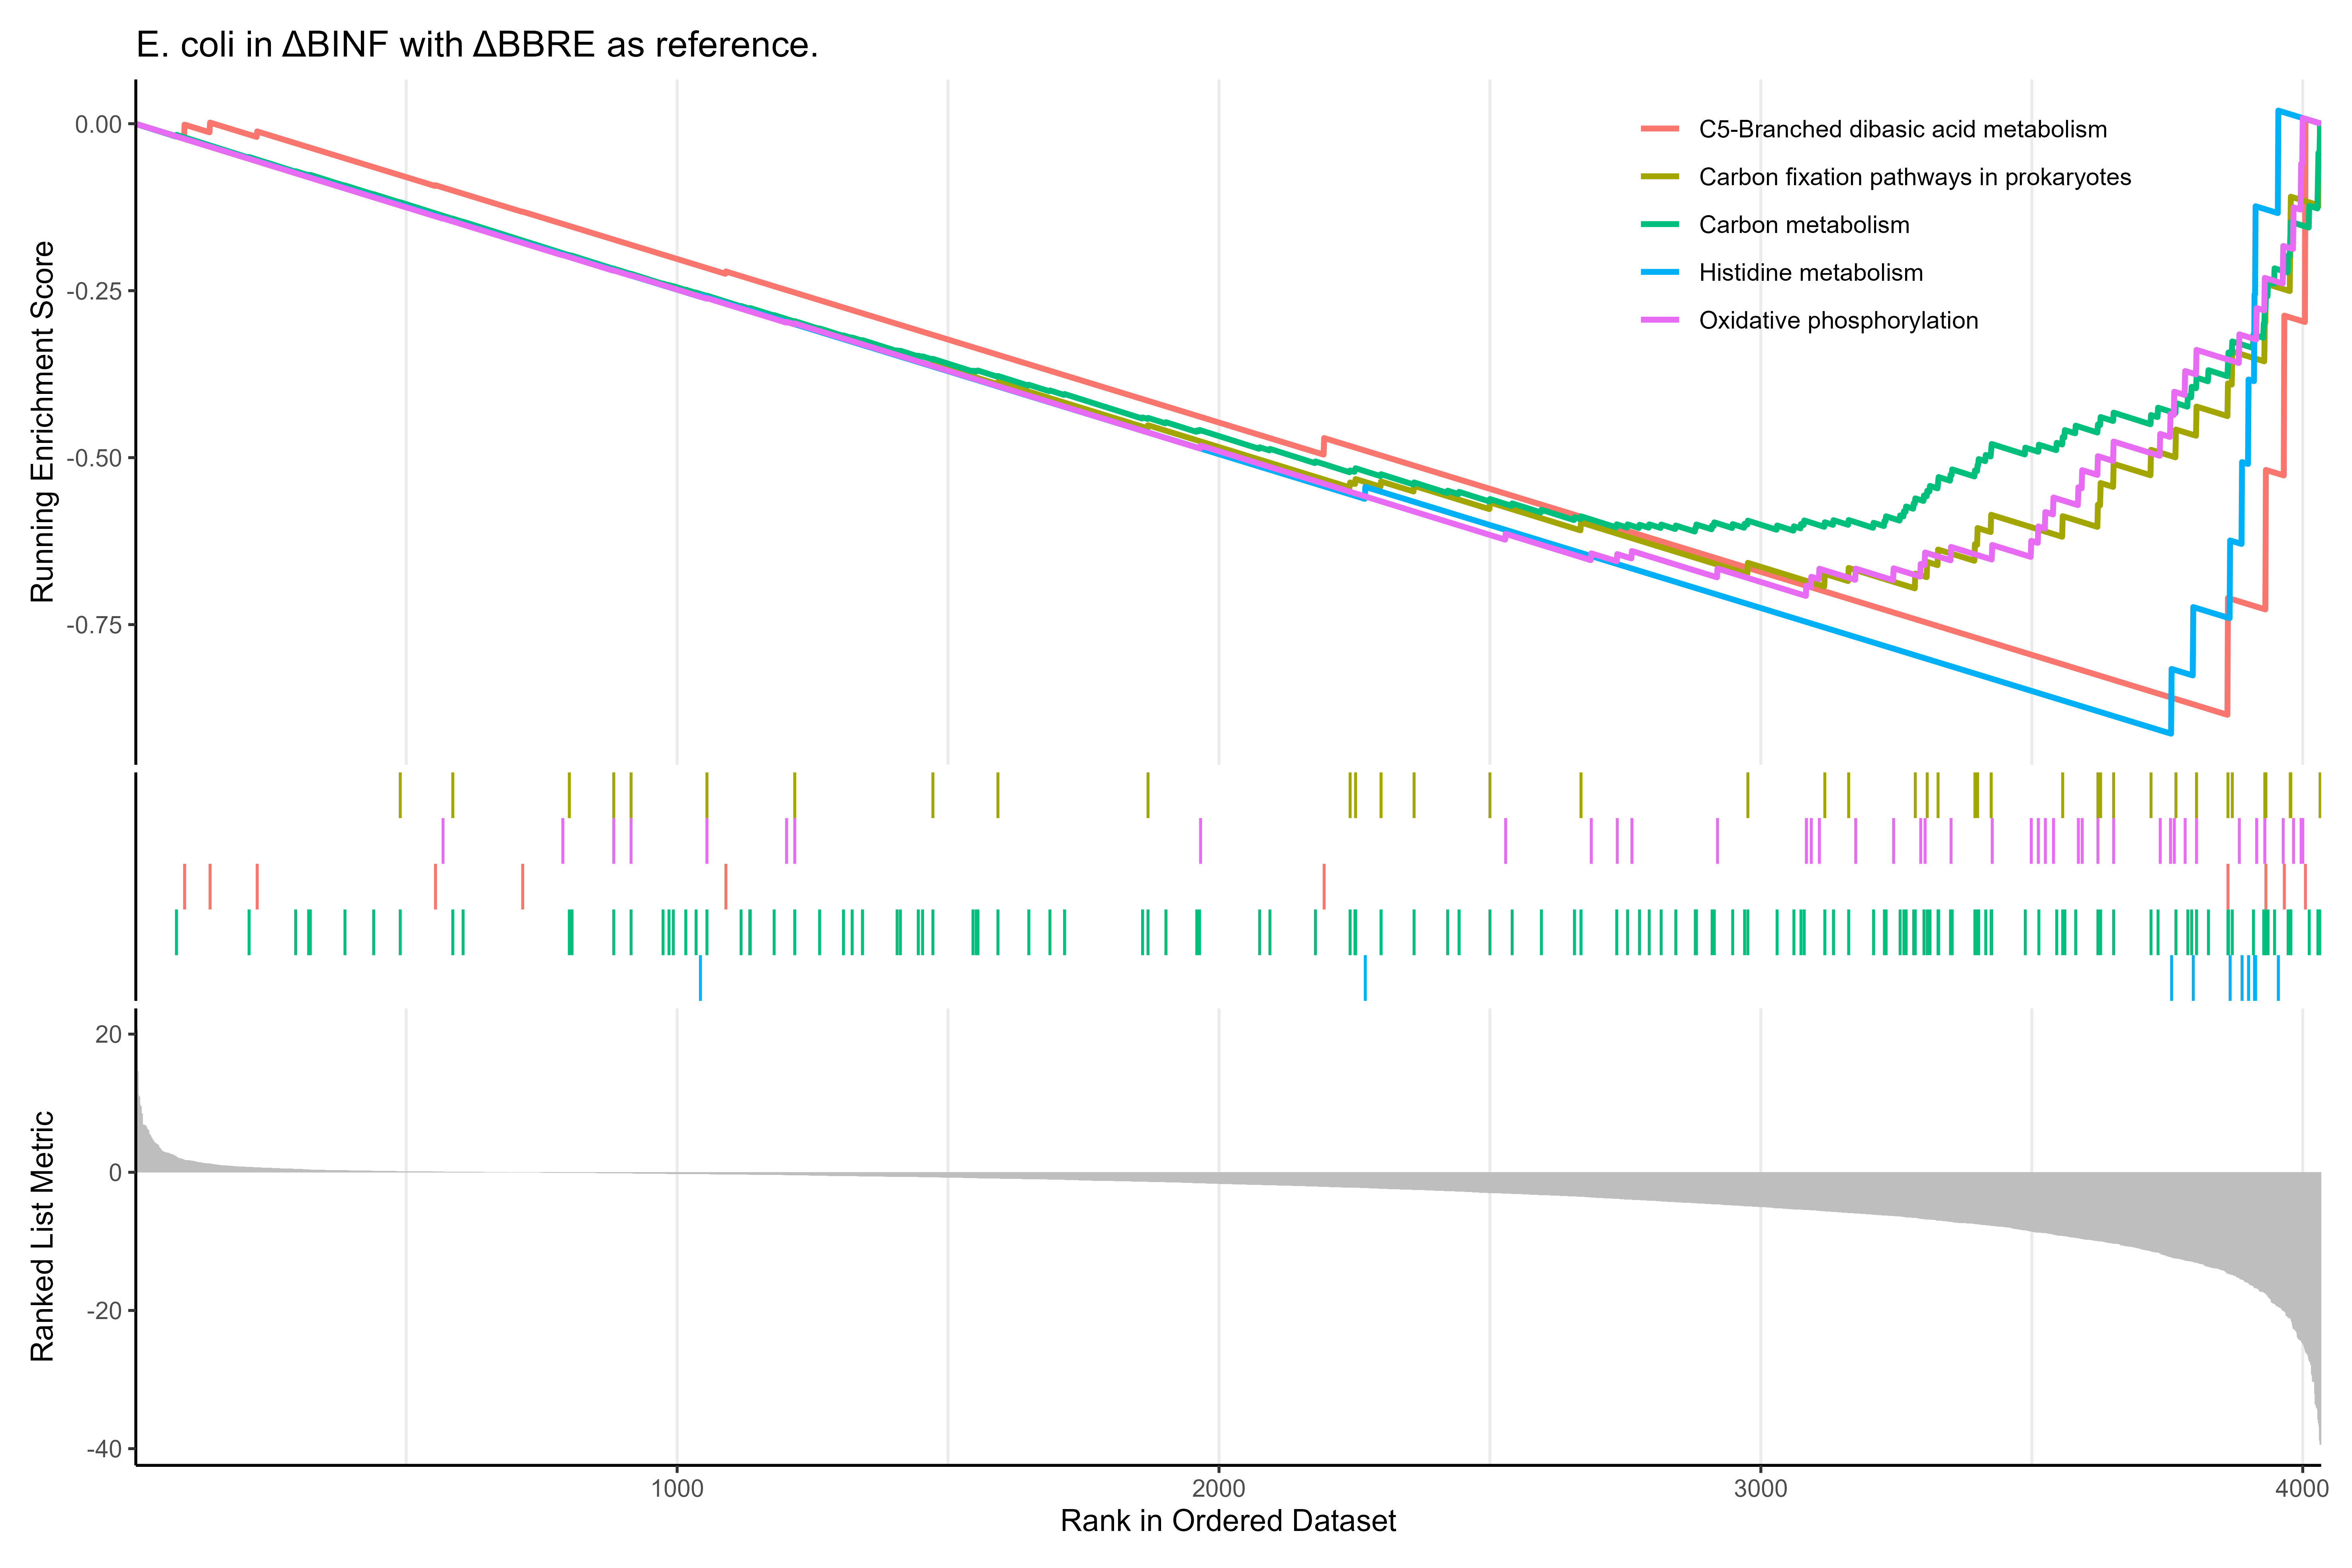 E. coli in ΔBINF with ΔBBRE as reference.
Running Enrichment Score
0.00
-0.25
-0.50
-0.75
C5-Branched dibasic acid metabolism
Carbon fixation pathways in prokaryotes
Carbon metabolism
Histidine metabolism
Oxidative phosphorylation
Ranked List Metric
20
0
-20
-40
1000 2000 3000 4000
Rank in Ordered Dataset